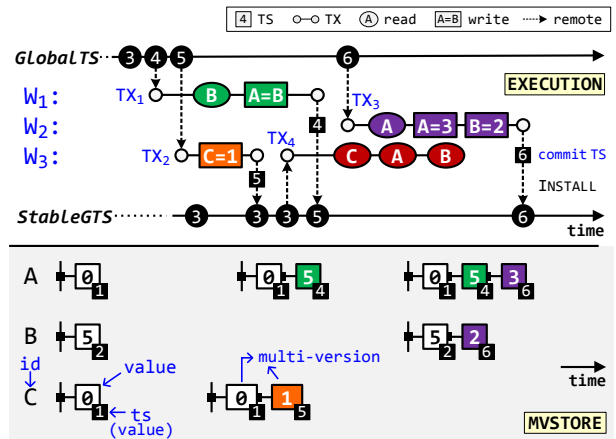 4 TS TX A read A=B write remote
GlobalTS 3 4 5 6
EXECUTION
W1: TX1 B A=B 4
TX3
W2: A A=3 B=2 6 commit TS
W3: TX2 C=1 5 TX4 C A B
INSTALL
StableGTS 3 3 3 5 6
time
A 0 1 0 1 5 4 0 1 5 4 3 6
B 5 2 5 2 2 6
id value multi-version
time
C 0 1 0 1 1 5
ts
(value)
MVSTORE